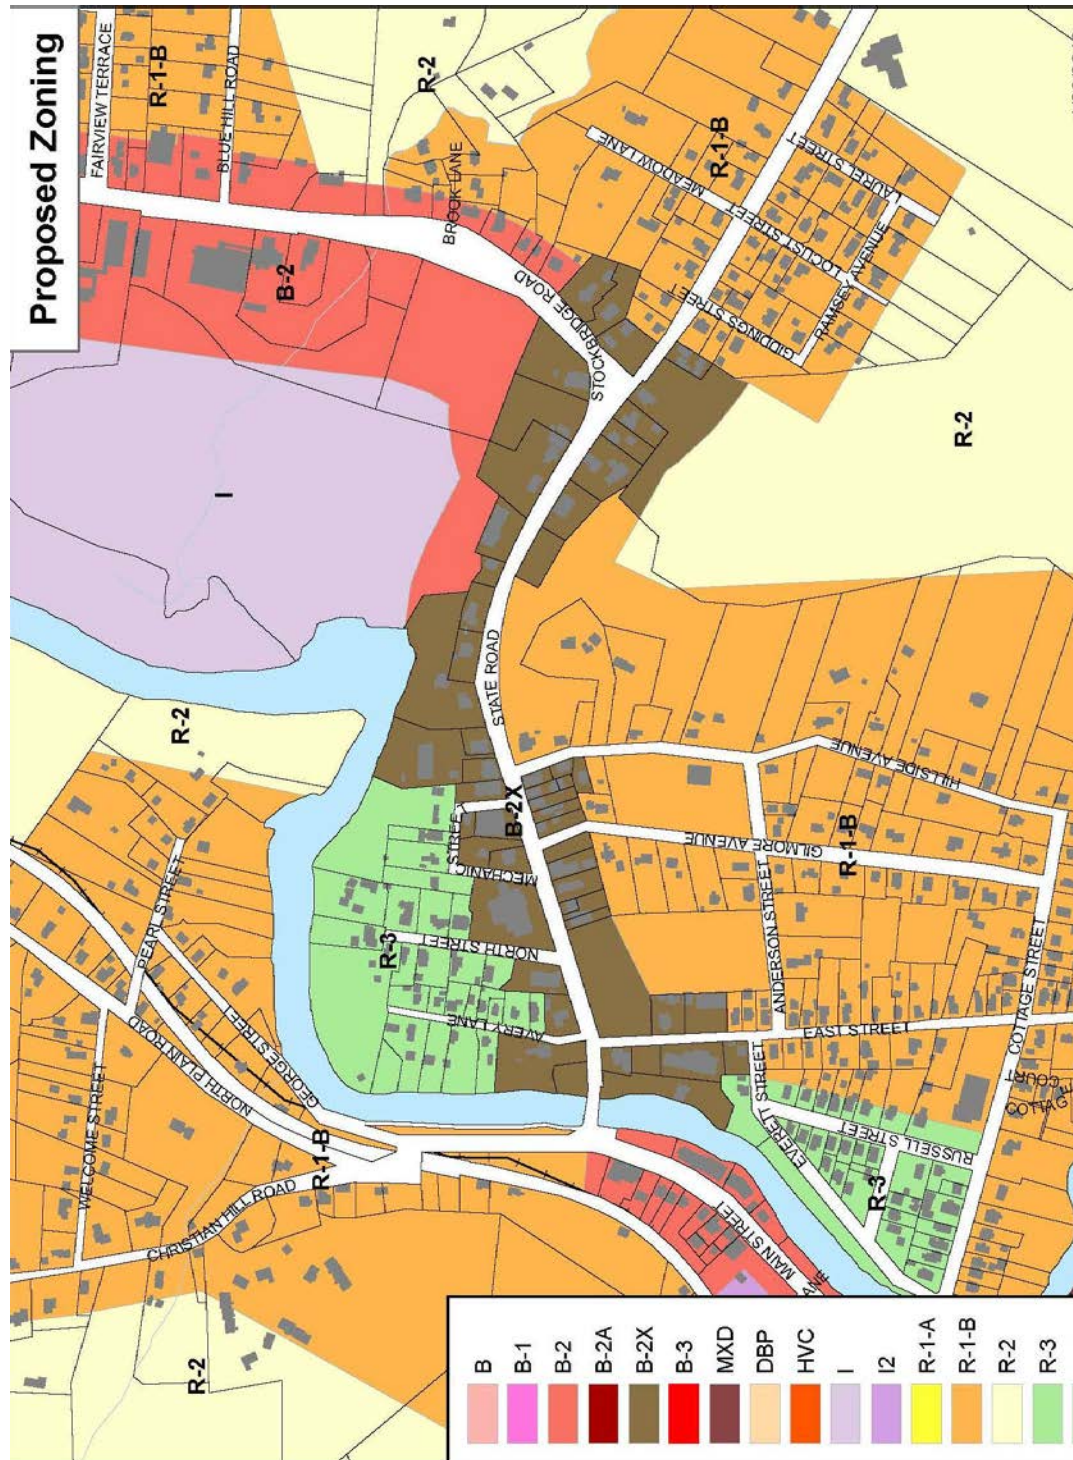 Proposed Zoning
FAIRVIEW TERRACE
R-1-B
BLUE HILL ROAD
R-2
B-2
BROCK LANE
MEADOW LANE
R-1-B
STOCKBRIDGE ROAD
LAUREL STREET
LOCUST STREET
RAMSEY AVENUE
GIDDINGS STREET
I
R-2
STATE ROAD
R-2
B-2X
HILLSIDE AVENUE
MECHANIC STREET
GILMORE AVENUE
R-1-B
PEARL STREET
R-3
NORTH STREET
ANDERSON STREET
AVERY LANE
EAST STREET
COTTAGE STREET
NORTH PLAIN ROAD
GEORGE STREET
WELCOME STREET
EVERETT STREET
RUSSELL STREET
COTTAGE
COURT
R-1-B
CHRISTIAN HILL ROAD
R-3
MAIN STREET
R-2
B
B-1
B-2
B-2A
B-2X
B-3
MXD
DBP
HVC
I
I2
R-1-A
R-1-B
R-2
R-3